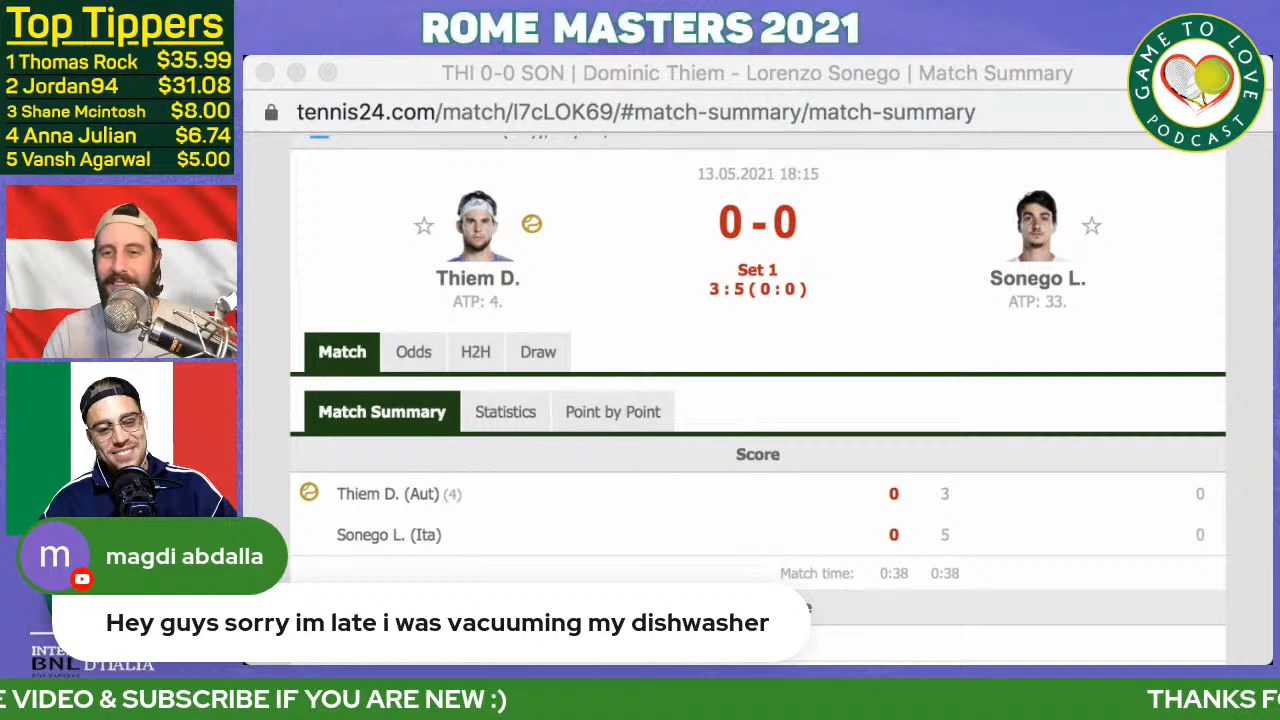 Top Tippers
1 Thomas Rock $35.99
2 Jordan94 $31.08
3 Shane Mcintosh $8.00
4 Anna Julian $6.74
5 Vansh Agarwal $5.00
ROME MASTERS 2021
GAME TO LOVE PODCAST
THI 0-0 SON | Dominic Thiem - Lorenzo Sonego | Match Summary
tennis24.com/match/I7cLOK69/#match-summary/match-summary
13.05.2021 18:15
0 - 0
Thiem D.
Set 1
Sonego L.
ATP: 4.
3 : 5 ( 0 : 0 )
ATP: 33.
Match Odds H2H Draw
Match Summary Statistics Point by Point
Score
Thiem D. (Aut) (4) 0 3 0
Sonego L. (Ita) 0 5 0
Match time: 0:38 0:38
m magdi abdalla
Hey guys sorry im late i was vacuuming my dishwasher
BNL D'ITALIA
E VIDEO & SUBSCRIBE IF YOU ARE NEW :) THANKS F